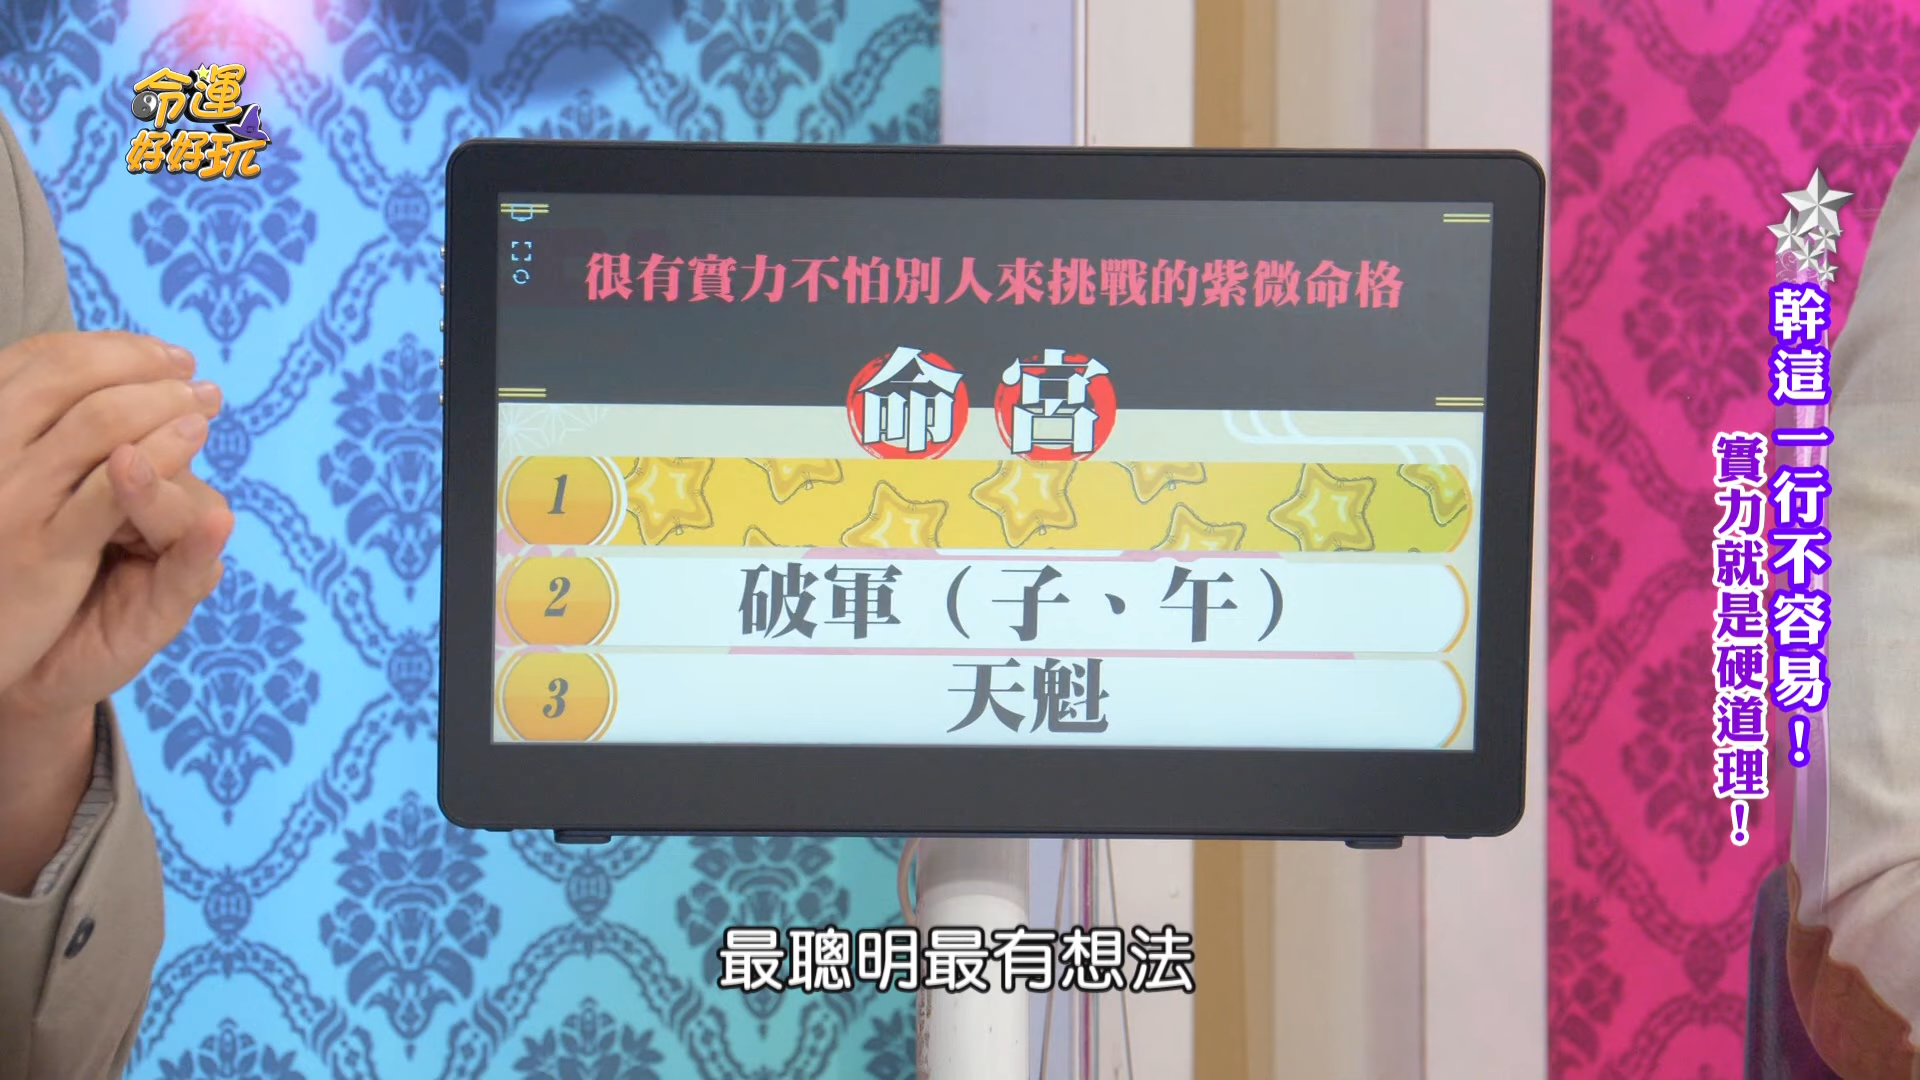 命運
好好玩
很有實力不怕別人來挑戰的紫微命格
命宮
1
2
破軍（子、午）
3
天魁
幹這一行不容易！
實力就是硬道理！
最聰明最有想法